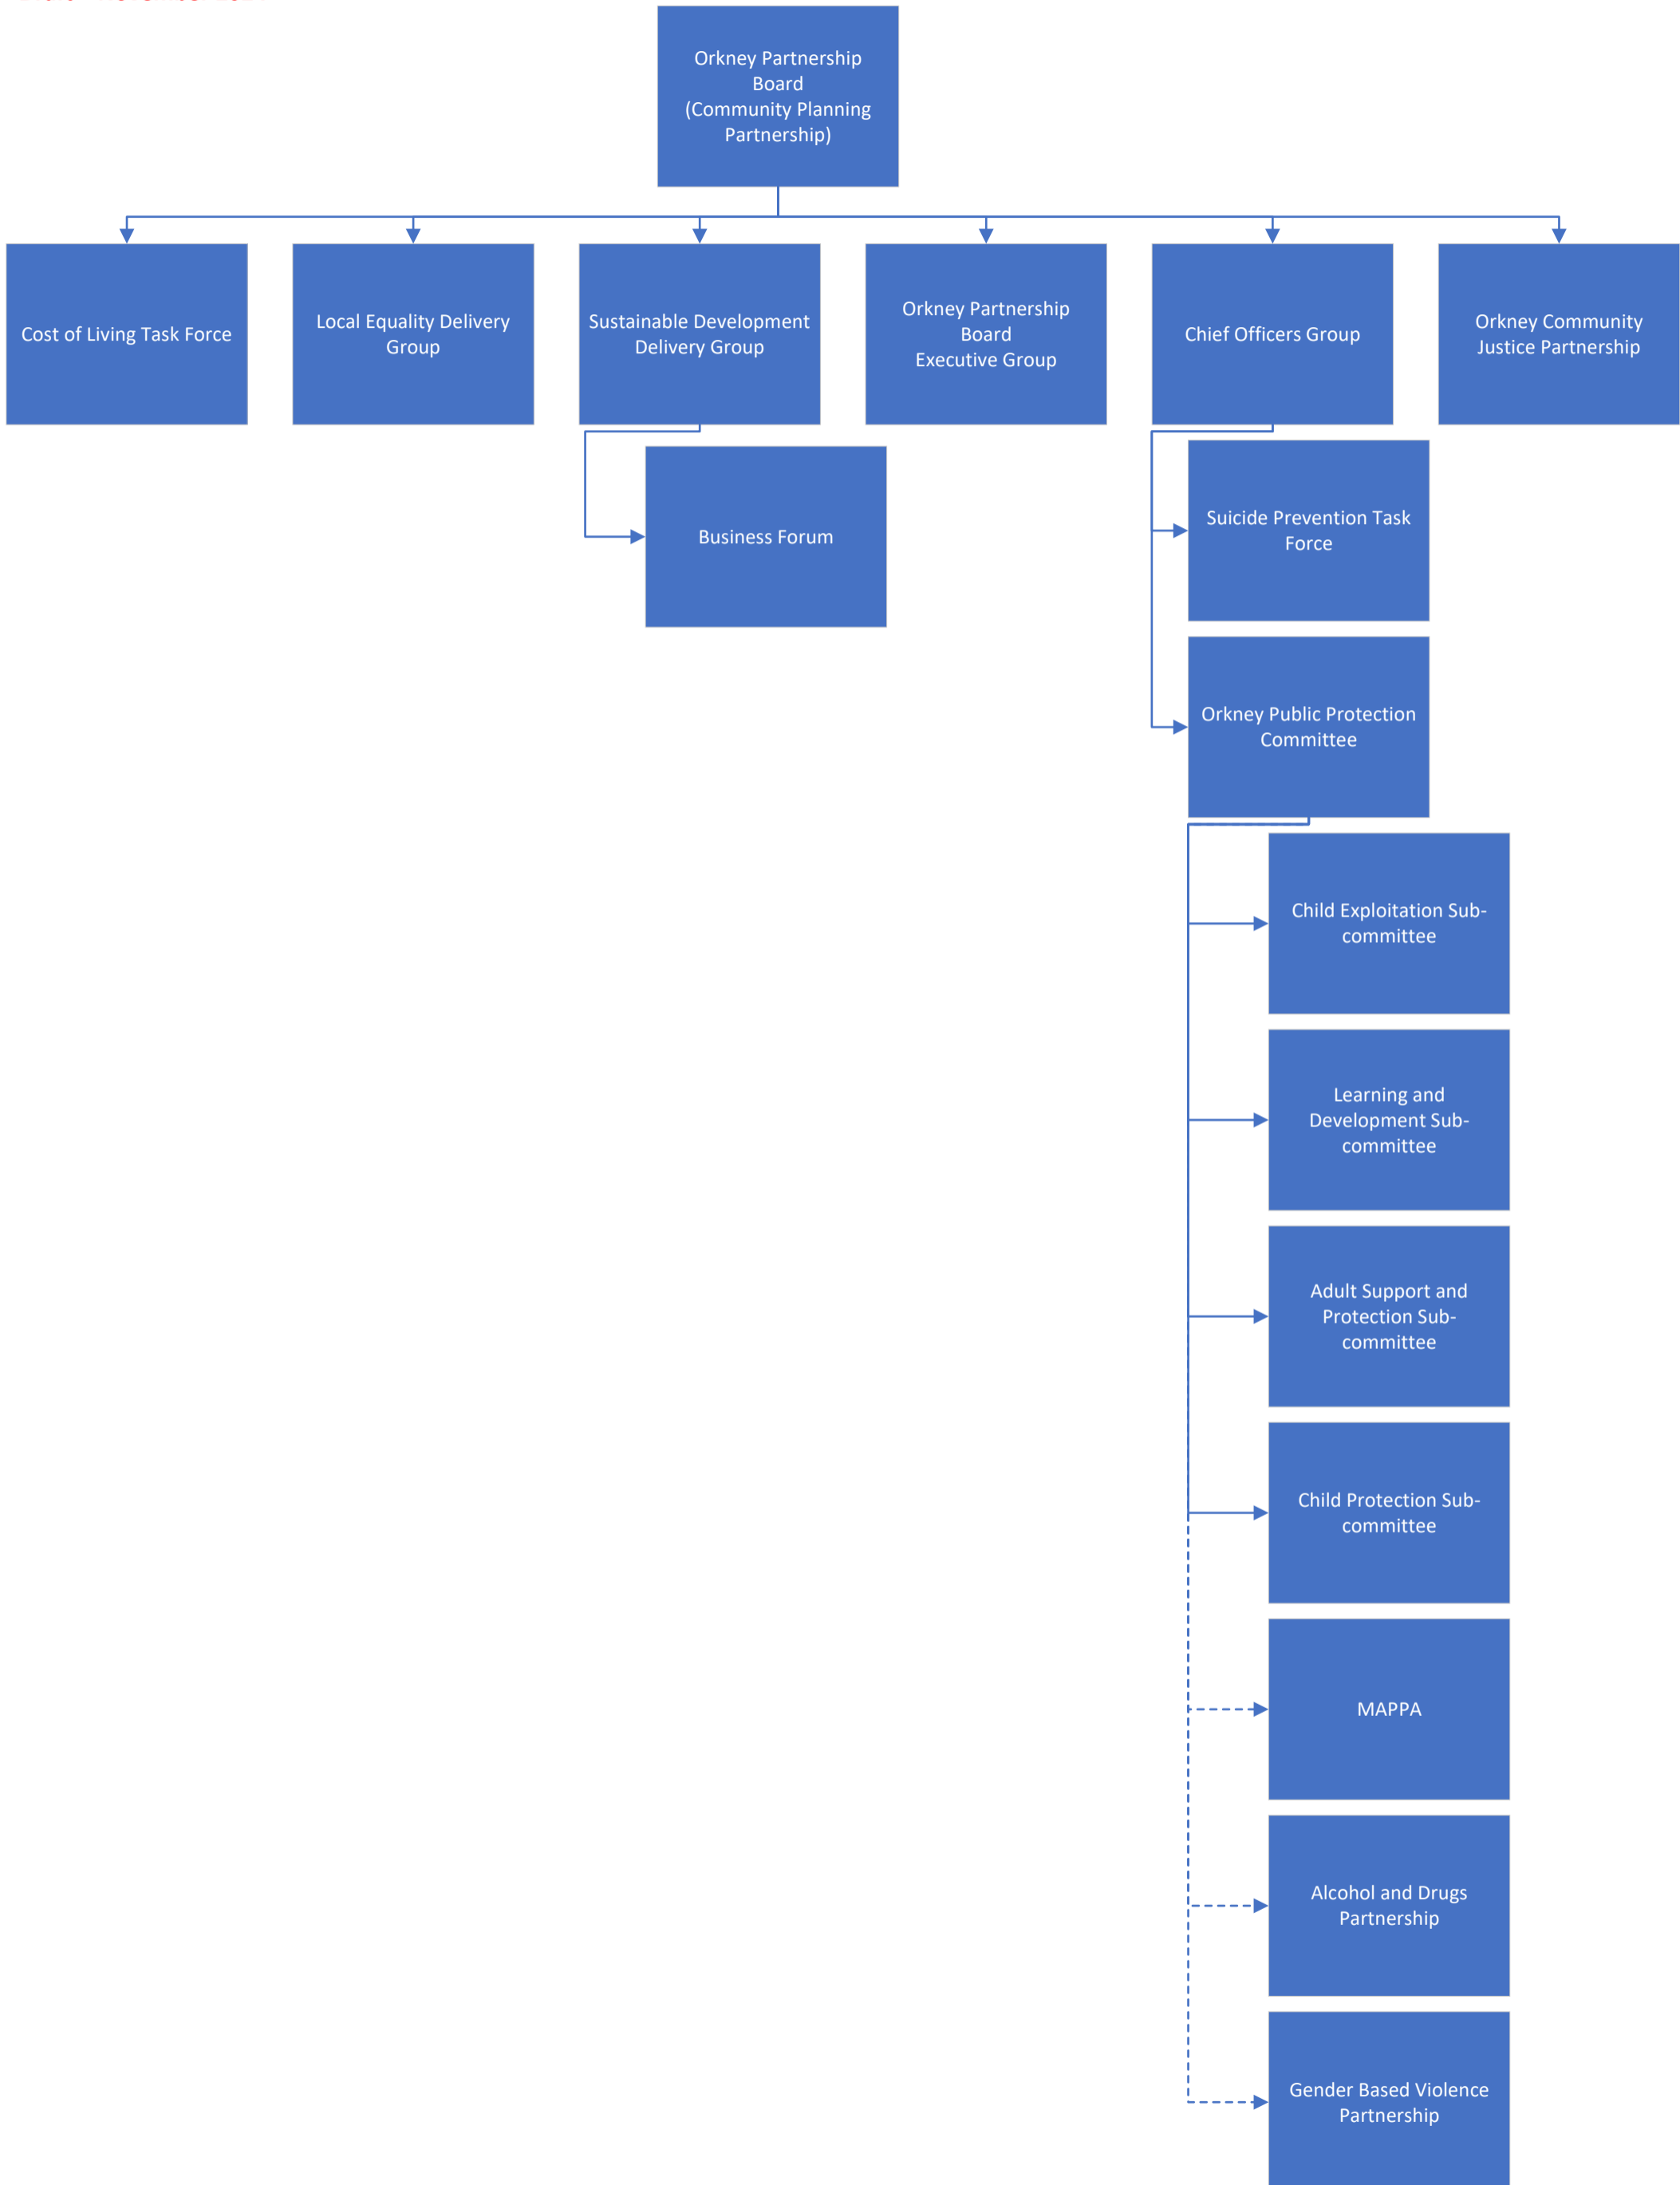 Orkney Partnership
Board
(Community Planning
Partnership)
Cost of Living Task Force
Local Equality Delivery
Group
Sustainable Development
Delivery Group
Orkney Partnership
Board
Executive Group
Chief Officers Group
Orkney Community
Justice Partnership
Business Forum
Suicide Prevention Task
Force
Orkney Public Protection
Committee
Child Exploitation Sub-
committee
Learning and
Development Sub-
committee
Adult Support and
Protection Sub-
committee
Child Protection Sub-
committee
MAPPA
Alcohol and Drugs
Partnership
Gender Based Violence
Partnership